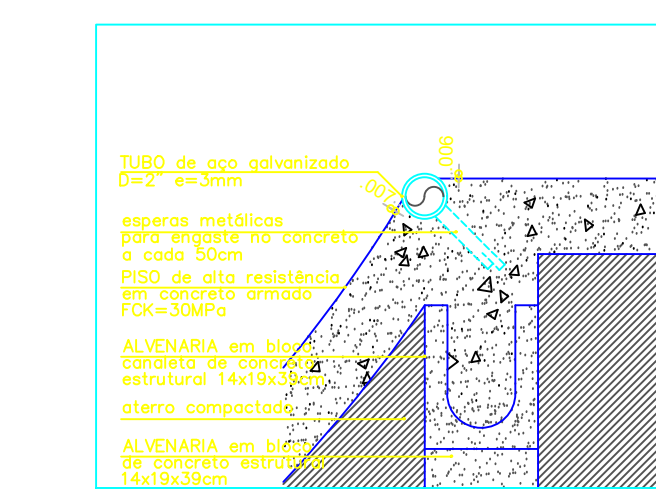 .006
TUBO de aço galvanizado
D=2" e=3mm
.007
esperas metálicas
para engaste no concreto
a cada 50cm
PISO de alta resistência
em concreto armado
FCK=30MPa
ALVENARIA em bloco
canaleta de concreto
estrutural 14x19x39cm
aterro compactado
ALVENARIA em bloco
de concreto estrutural
14x19x39cm